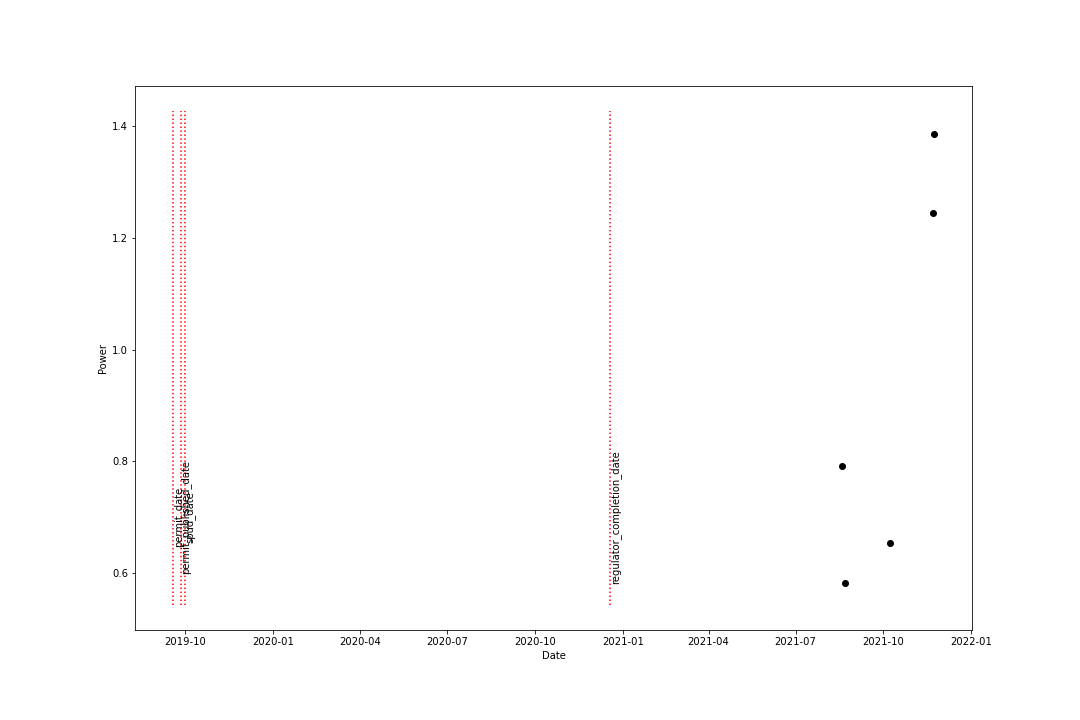 1.4
1.2
1.0
0.8
0.6
Power
permit_date
permit_published_date
spud_date
regulator_completion_date
2019-10
2020-01
2020-04
2020-07
2020-10
2021-01
2021-04
2021-07
2021-10
2022-01
Date